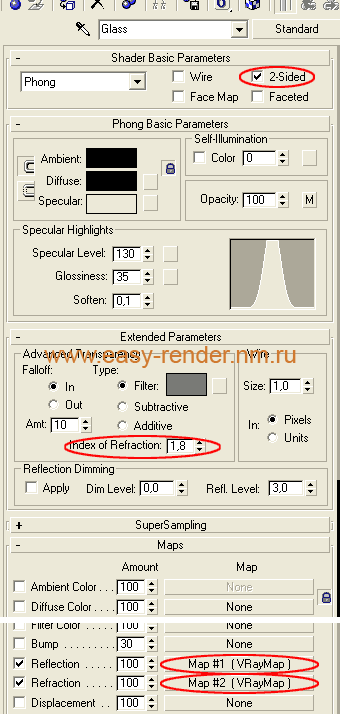 Glass Standard
- Shader Basic Parameters
Phong Wire 2-Sided
Face Map Faceted
- Phong Basic Parameters
Self-Illumination
Ambient: Color 0
Diffuse:
Specular: Opacity: 100 M
Specular Highlights
Specular Level: 130
Glossiness: 35
Soften: 0,1
- Extended Parameters
Advanced Transparency Wire
www.easy-render.nm.ru
Falloff: Type:
In Filter: Size: 1,0
Out Subtractive
Amt: 10 Additive In: Pixels
Index of Refraction: 1,8 Units
Reflection Dimming
Apply Dim Level: 0,0 Refl. Level: 3,0
+ SuperSampling
- Maps
Amount Map
Ambient Color . . . 100 None
Diffuse Color . . . . 100 None
Filter Color . . . . . 100 None
Bump . . . . . . . . . 30 None
Reflection . . . . . . 100 Map #1 ( VRayMap )
Refraction . . . . . . 100 Map #2 ( VRayMap )
Displacement . . . 100 None